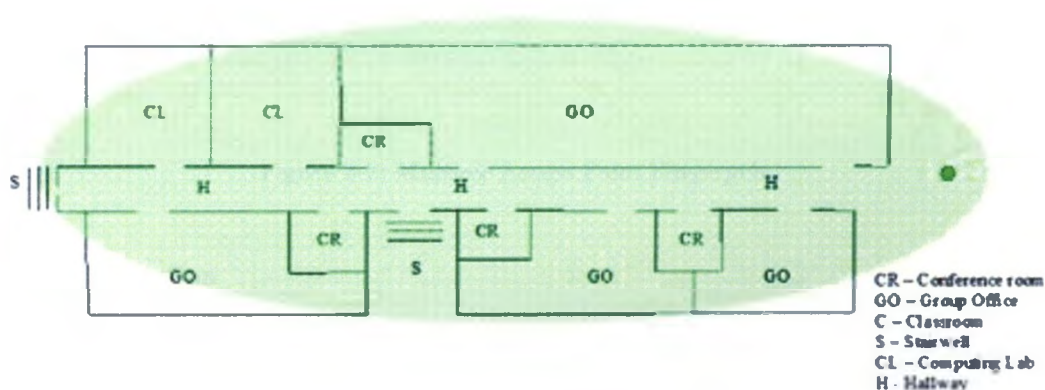 GO
CL
CL
CR
S
H
H
H
CR
CR
CR
GO
S
GO
GO
CR – Conference room
GO – Group Office
C – Classroom
S – Stairwell
CL – Computing Lab
H - Hallway